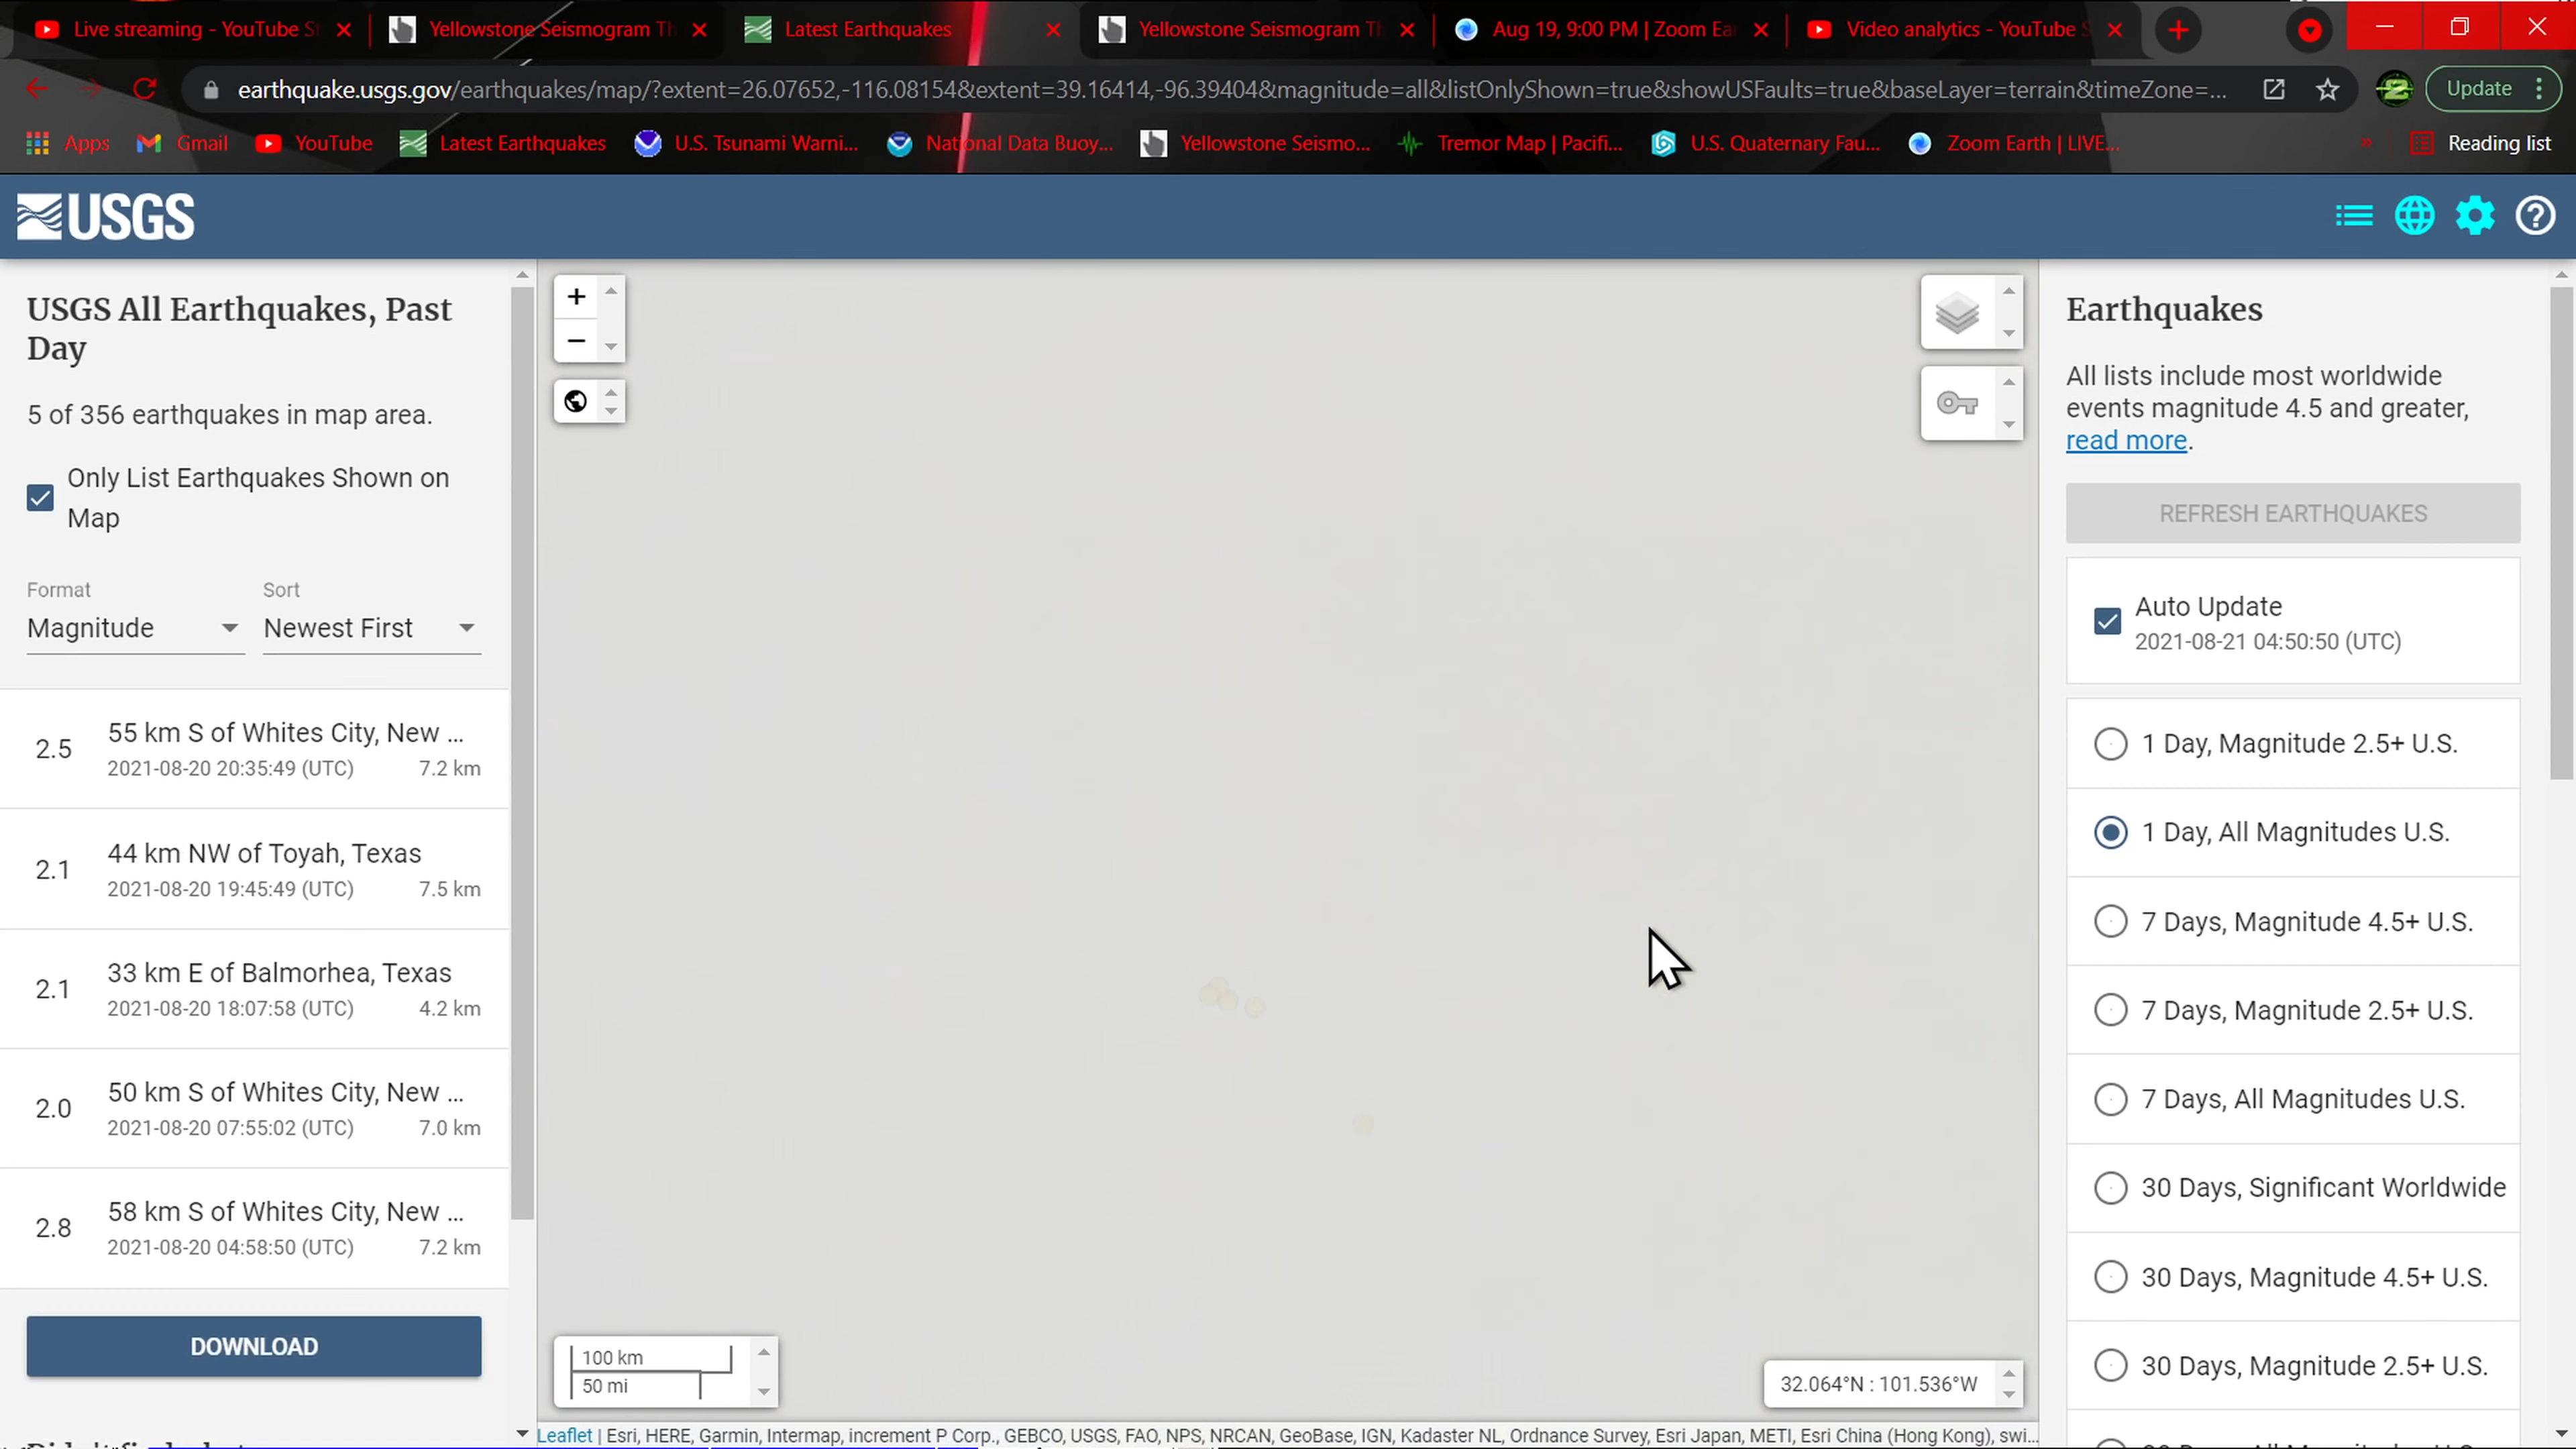 Live streaming - YouTube S
Yellowstone Seismogram Th
Latest Earthquakes
Yellowstone Seismogram Th
Aug 19, 9:00 PM | Zoom Ear
Video analytics - YouTube S
earthquake.usgs.gov/earthquakes/map/?extent=26.07652,-116.08154&extent=39.16414,-96.39404&magnitude=all&listOnlyShown=true&showUSFaults=true&baseLayer=terrain&timeZone=...
Update
Apps
Gmail
YouTube
Latest Earthquakes
U.S. Tsunami Warni...
National Data Buoy...
Yellowstone Seismo...
Tremor Map | Pacifi...
U.S. Quaternary Fau...
Zoom Earth | LIVE...
Reading list
USGS
USGS All Earthquakes, Past
Day
5 of 356 earthquakes in map area.
Only List Earthquakes Shown on
Map
Format
Magnitude
Sort
Newest First
2.5
55 km S of Whites City, New ...
2021-08-20 20:35:49 (UTC) 7.2 km
2.1
44 km NW of Toyah, Texas
2021-08-20 19:45:49 (UTC) 7.5 km
2.1
33 km E of Balmorhea, Texas
2021-08-20 18:07:58 (UTC) 4.2 km
2.0
50 km S of Whites City, New ...
2021-08-20 07:55:02 (UTC) 7.0 km
2.8
58 km S of Whites City, New ...
2021-08-20 04:58:50 (UTC) 7.2 km
DOWNLOAD
+
−
100 km
50 mi
32.064°N : 101.536°W
Leaflet | Esri, HERE, Garmin, Intermap, increment P Corp., GEBCO, USGS, FAO, NPS, NRCAN, GeoBase, IGN, Kadaster NL, Ordnance Survey, Esri Japan, METI, Esri China (Hong Kong), swi...
Earthquakes
All lists include most worldwide
events magnitude 4.5 and greater,
read more.
REFRESH EARTHQUAKES
Auto Update
2021-08-21 04:50:50 (UTC)
1 Day, Magnitude 2.5+ U.S.
1 Day, All Magnitudes U.S.
7 Days, Magnitude 4.5+ U.S.
7 Days, Magnitude 2.5+ U.S.
7 Days, All Magnitudes U.S.
30 Days, Significant Worldwide
30 Days, Magnitude 4.5+ U.S.
30 Days, Magnitude 2.5+ U.S.